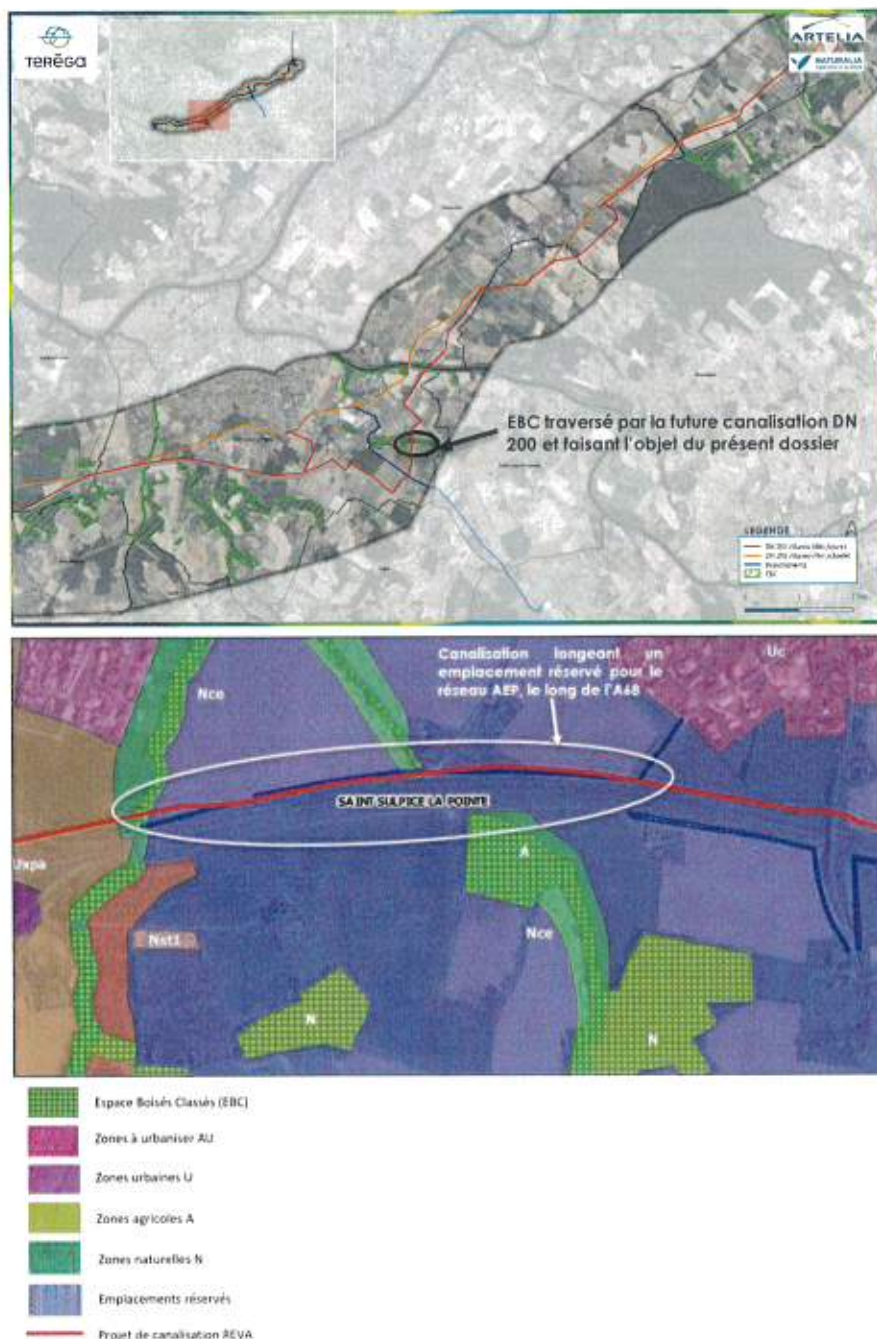 TERĒGA
ARTELIA
NATURALIA
EBC traversé par la future canalisation DN
200 et faisant l'objet du présent dossier
LEGENDE
EBC
Canalisation longeant un
emplacement réservé pour le
réseau AEP, le long de l'A68
Uc
Nce
SAINT SULPICE LA POINTE
Uxpa
A
Nst1
Nce
N
N
Espace Boisés Classés (EBC)
Zones à urbaniser AU
Zones urbaines U
Zones agricoles A
Zones naturelles N
Emplacements réservés
Projet de canalisation REVA